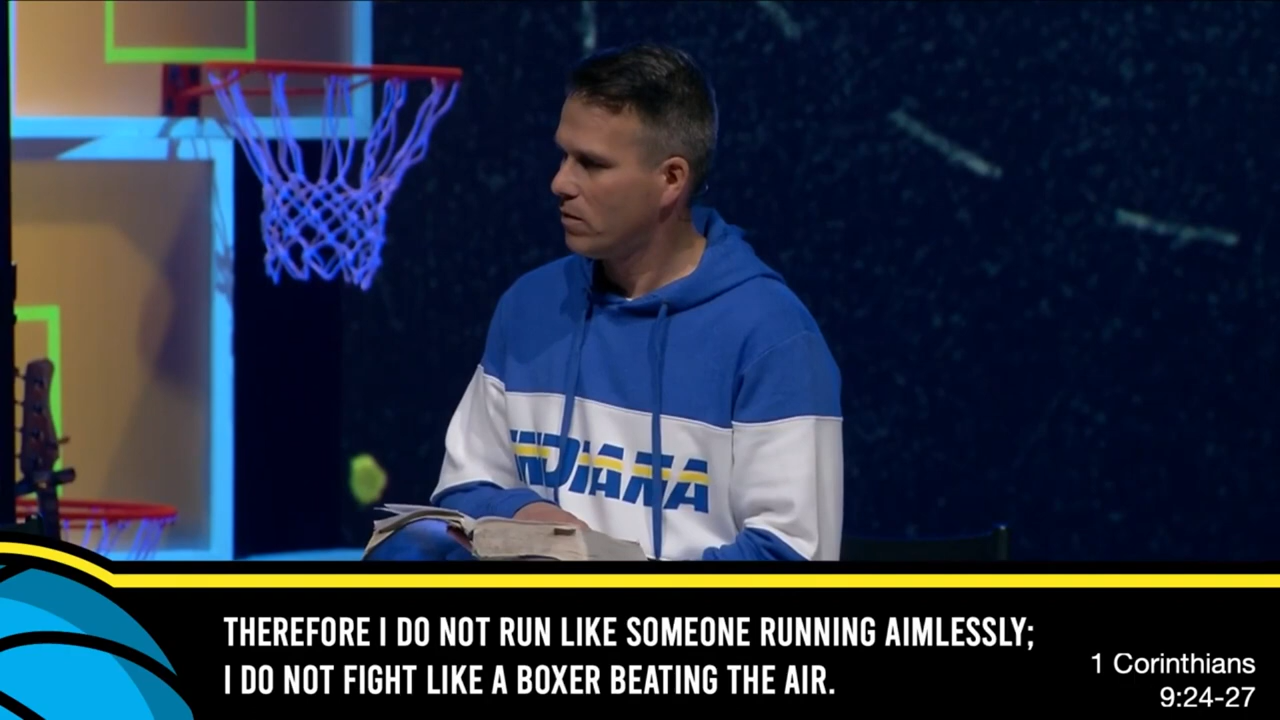 INDIANA
THEREFORE I DO NOT RUN LIKE SOMEONE RUNNING AIMLESSLY;
I DO NOT FIGHT LIKE A BOXER BEATING THE AIR.
1 Corinthians
9:24-27